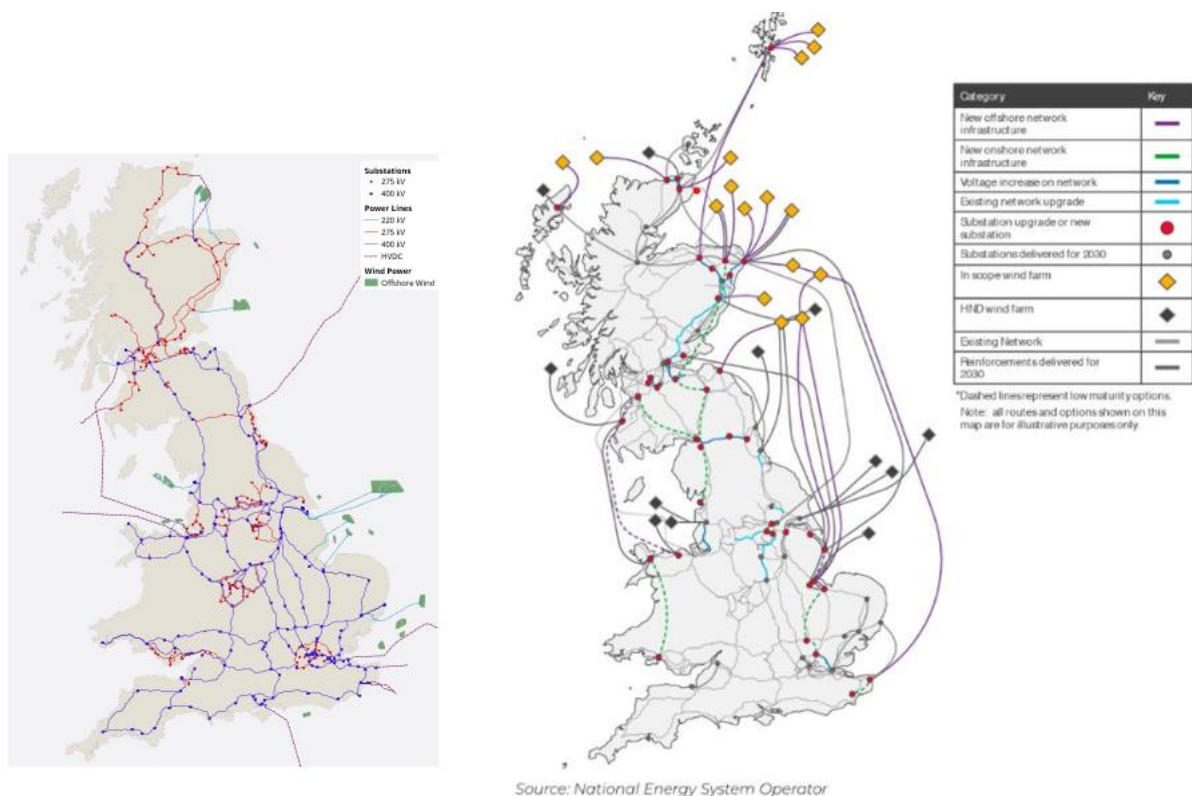 Substations
275 kV
400 kV
Power Lines
220 kV
275 kV
400 kV
HVDC
Wind Power
Offshore Wind
Category Key
New offshore network
infrastructure
New onshore network
infrastructure
Voltage increase on network
Existing network upgrade
Substation upgrade or new
substation
Substations delivered for 2030
In scope wind farm
HND wind farm
Existing Network
Reinforcements delivered for
2030
*Dashed lines represent low maturity options.
Note: all routes and options shown on this
map are for illustrative purposes only.
Source: National Energy System Operator